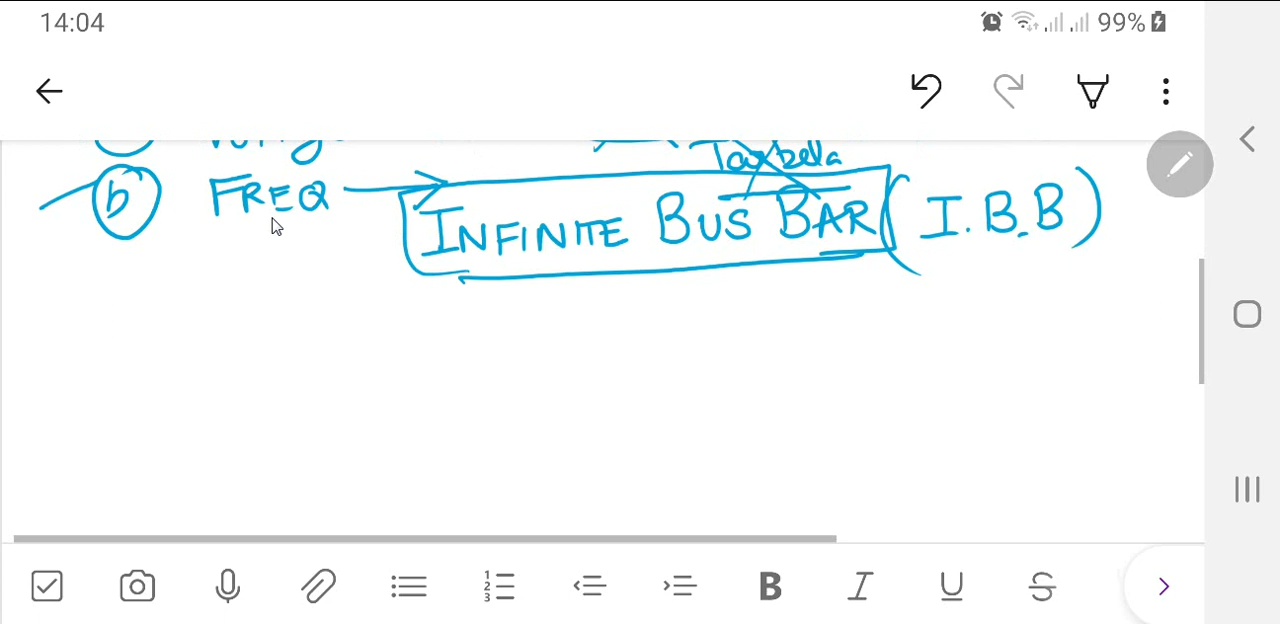 14:04 99%
Tarbela
b FREQ
INFINITE BUS BAR (I.B.B)
B I U S